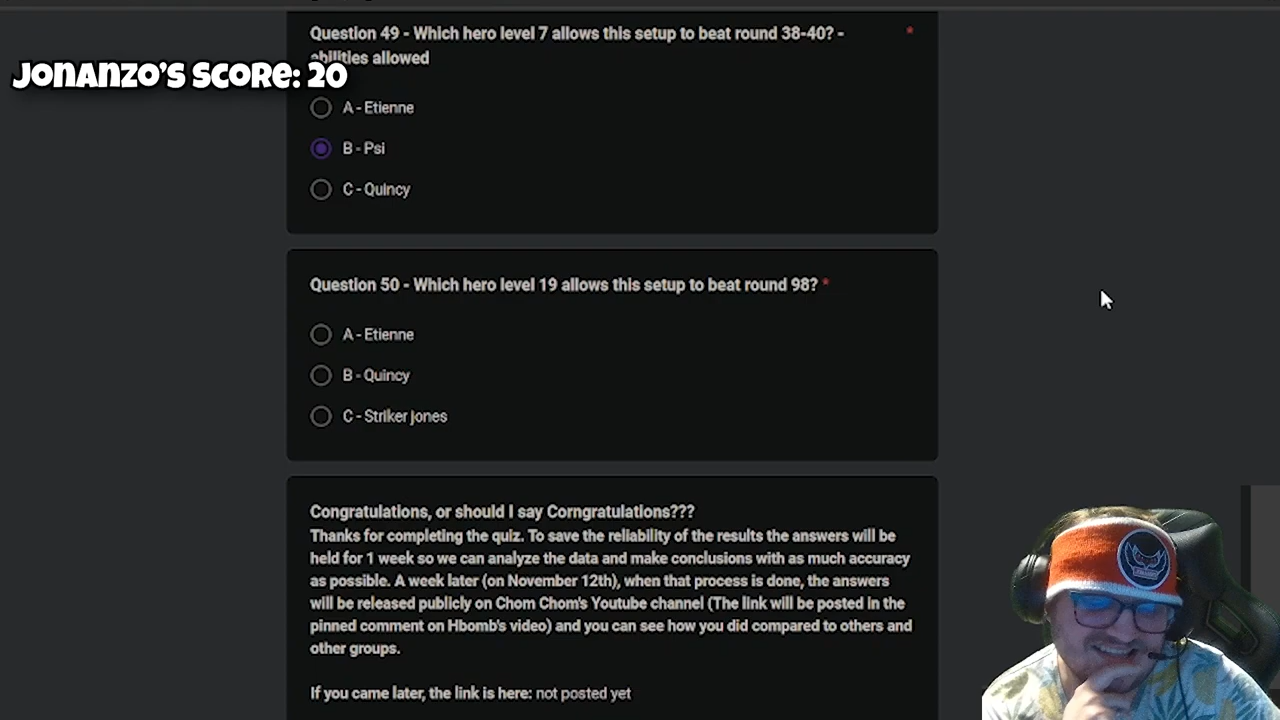 Question 49 - Which hero level 7 allows this setup to beat round 38-40? - *
abilities allowed
JONANZO'S SCORE: 20
A - Etienne
B - Psi
C - Quincy
Question 50 - Which hero level 19 allows this setup to beat round 98? *
A - Etienne
B - Quincy
C - Striker jones
Congratulations, or should I say Corngratulations???
Thanks for completing the quiz. To save the reliability of the results the answers will be
held for 1 week so we can analyze the data and make conclusions with as much accuracy
as possible. A week later (on November 12th), when that process is done, the answers
will be released publicly on Chom Chom's Youtube channel (The link will be posted in the
pinned comment on Hbomb's video) and you can see how you did compared to others and
other groups.
If you came later, the link is here: not posted yet